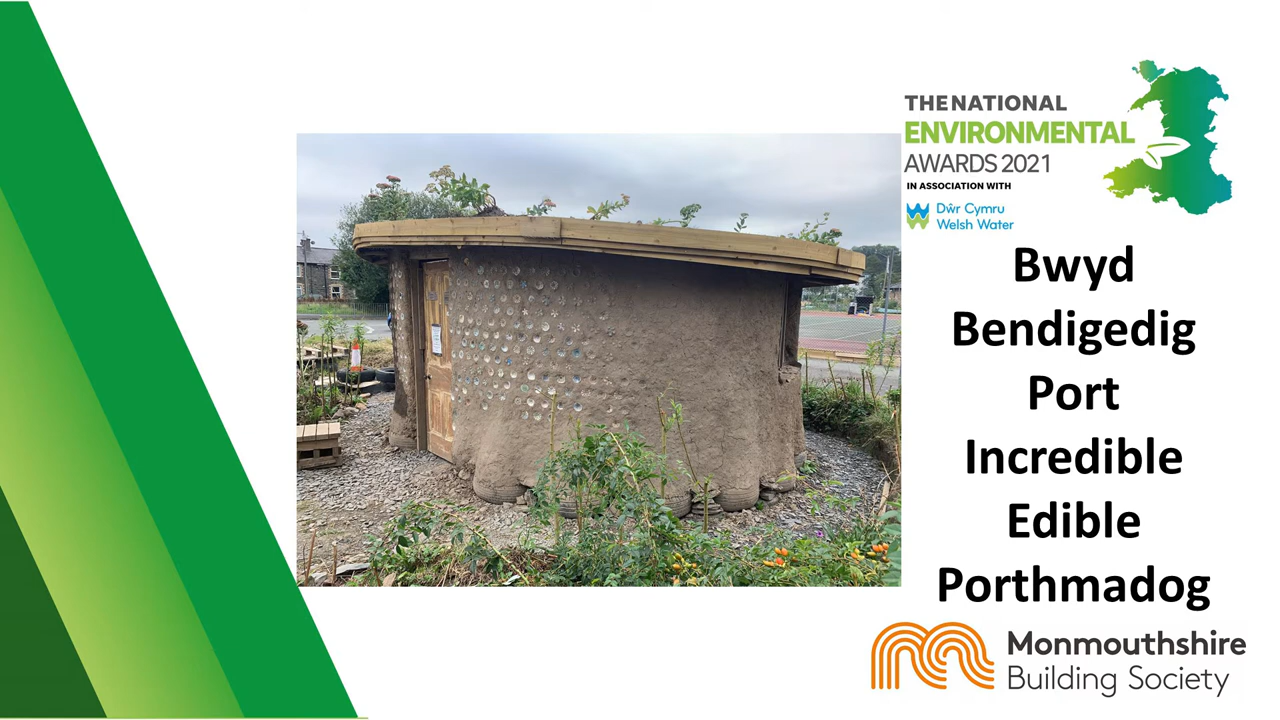 THE NATIONAL
ENVIRONMENTAL
AWARDS 2021
IN ASSOCIATION WITH
Dŵr Cymru
Welsh Water
Bwyd
Bendigedig
Port
Incredible
Edible
Porthmadog
Monmouthshire
Building Society